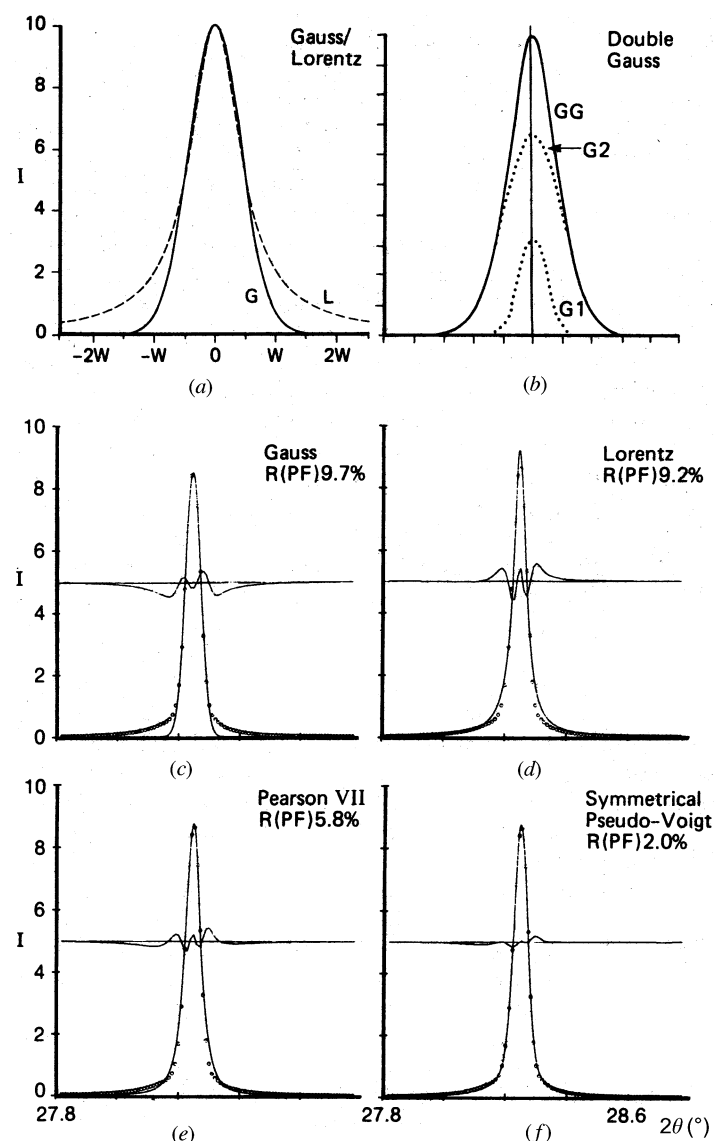 10
8
6
4
2
0
I
Gauss/
Lorentz
G
L
−2W
−W
0
W
2W
(a)
Double
Gauss
GG
G2
G1
(b)
10
8
6
4
2
0
I
Gauss
R(PF)9.7%
(c)
Lorentz
R(PF)9.2%
(d)
8
6
4
2
0
I
Pearson VII
R(PF)5.8%
27.8
(e)
Symmetrical
Pseudo-Voigt
R(PF)2.0%
27.8
28.6
2θ (°)
(f)